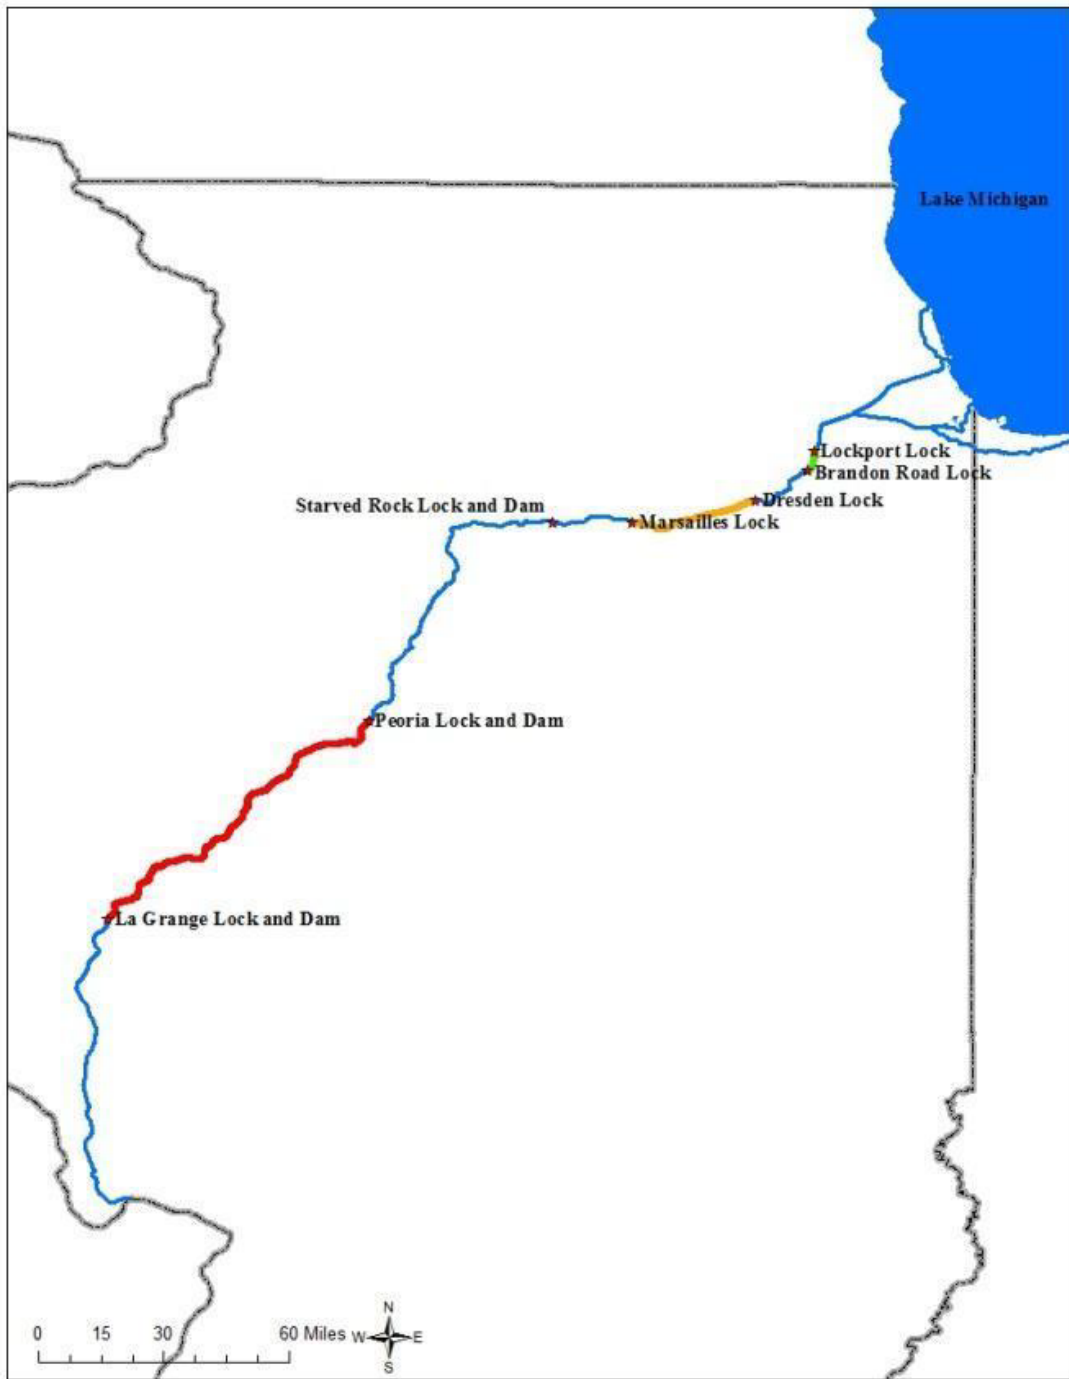 Lake Michigan
Lockport Lock
Brandon Road Lock
Dresden Lock
Starved Rock Lock and Dam
Marsailles Lock
Peoria Lock and Dam
La Grange Lock and Dam
N
0 15 30 60 Miles W E
S